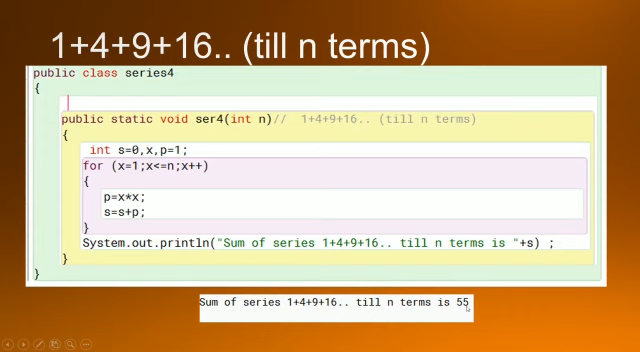 1+4+9+16.. (till n terms)
public class series4
{
public static void ser4(int n)// 1+4+9+16.. (till n terms)
{
int s=0,x,p=1;
for (x=1;x<=n;x++)
{
p=x*x;
s=s+p;
}
System.out.println("Sum of series 1+4+9+16.. till n terms is "+s) ;
}
}
Sum of series 1+4+9+16.. till n terms is 55